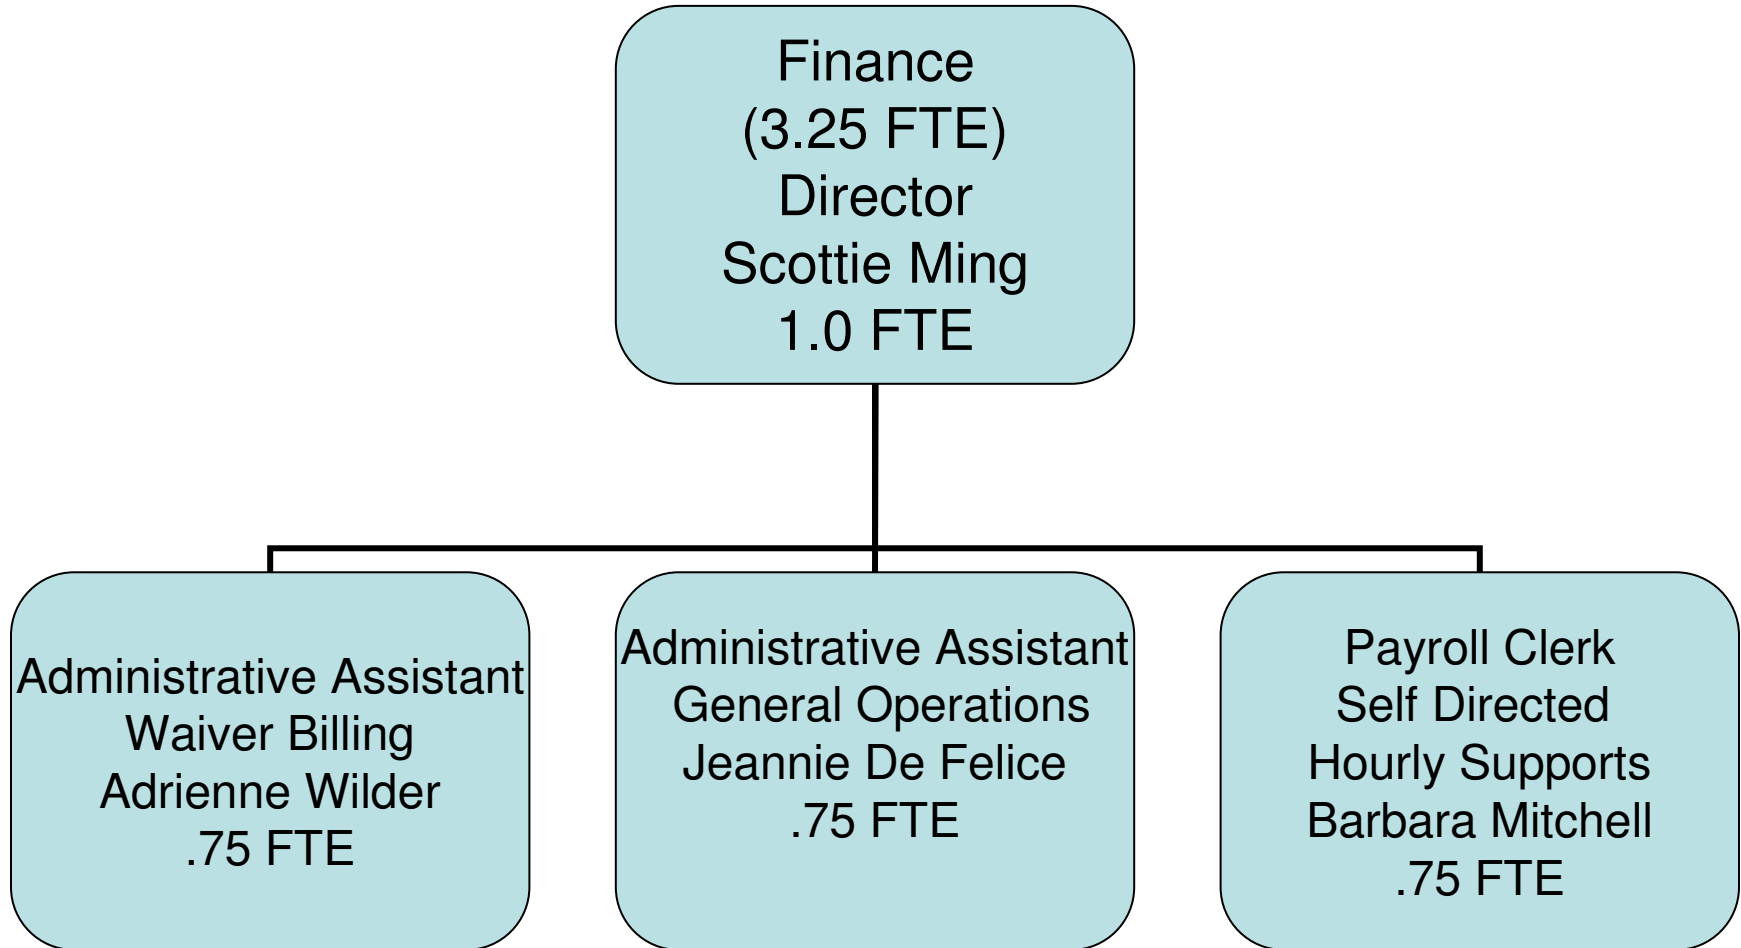 Finance
(3.25 FTE)
Director
Scottie Ming
1.0 FTE
Administrative Assistant
Waiver Billing
Adrienne Wilder
.75 FTE
Administrative Assistant
General Operations
Jeannie De Felice
.75 FTE
Payroll Clerk
Self Directed
Hourly Supports
Barbara Mitchell
.75 FTE